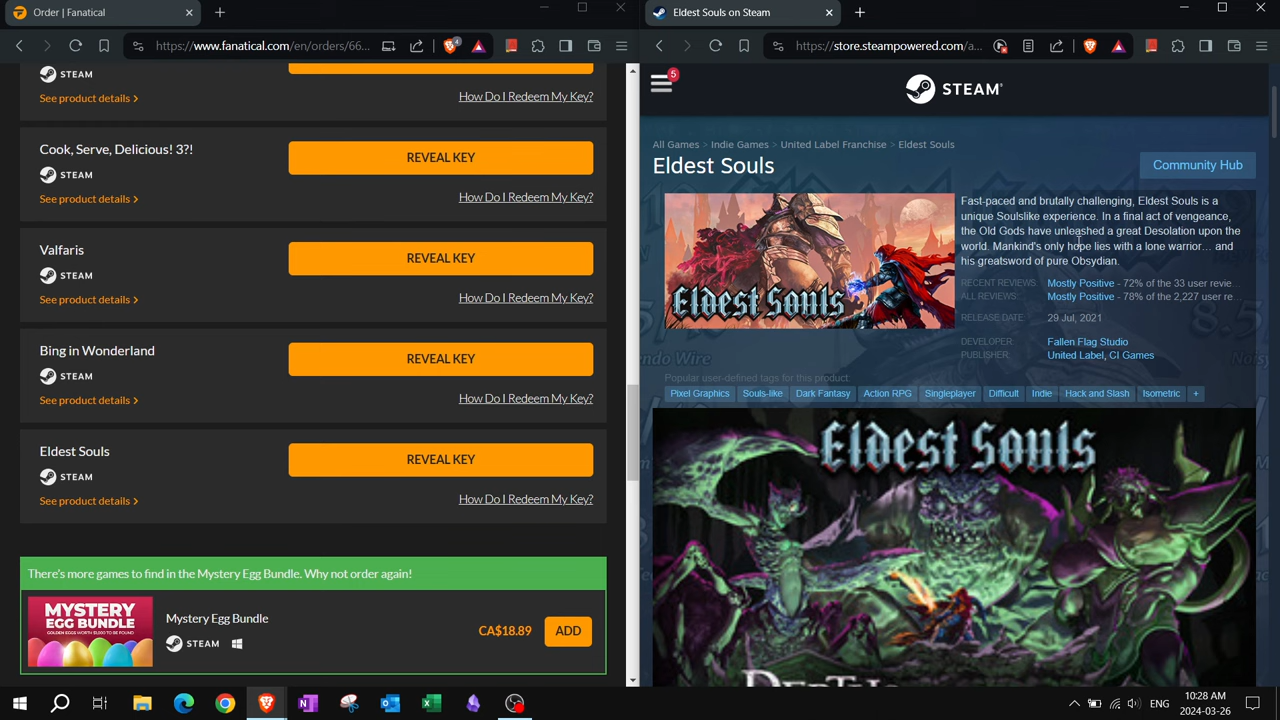 Order | Fanatical
https://www.fanatical.com/en/orders/66...
4
STEAM
See product details >
How Do I Redeem My Key?
Cook, Serve, Delicious! 3?!
REVEAL KEY
STEAM
See product details >
How Do I Redeem My Key?
Valfaris
REVEAL KEY
STEAM
See product details >
How Do I Redeem My Key?
Bing in Wonderland
REVEAL KEY
STEAM
See product details >
How Do I Redeem My Key?
Eldest Souls
REVEAL KEY
STEAM
See product details >
How Do I Redeem My Key?
There's more games to find in the Mystery Egg Bundle. Why not order again!
MYSTERY
EGG BUNDLE
GOLDEN EGGS WORTH $1,000 TO BE FOUND
Mystery Egg Bundle
STEAM
CA$18.89
ADD
Eldest Souls on Steam
https://store.steampowered.com/a...
5
STEAM®
All Games > Indie Games > United Label Franchise > Eldest Souls
Eldest Souls
Community Hub
Eldest Souls
Fast-paced and brutally challenging, Eldest Souls is a
unique Soulslike experience. In a final act of vengeance,
the Old Gods have unleashed a great Desolation upon the
world. Mankind's only hope lies with a lone warrior... and
his greatsword of pure Obsydian.
RECENT REVIEWS: Mostly Positive - 72% of the 33 user revie...
ALL REVIEWS: Mostly Positive - 78% of the 2,227 user re...
RELEASE DATE: 29 Jul, 2021
DEVELOPER: Fallen Flag Studio
PUBLISHER: United Label, CI Games
8.5
Popular user-defined tags for this product:
Pixel Graphics Souls-like Dark Fantasy Action RPG Singleplayer Difficult Indie Hack and Slash Isometric +
Eldest Souls
10:28 AM
2024-03-26